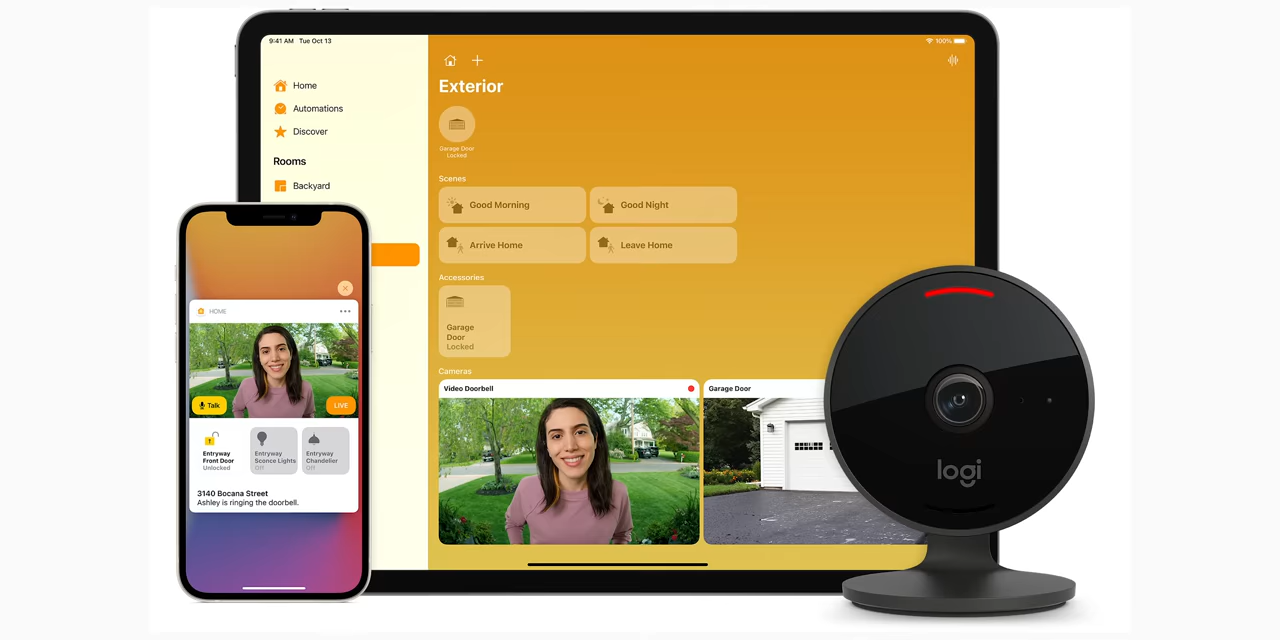 9:41 AM Tue Oct 13
100%
Home
Automations
Discover
Rooms
Backyard
Exterior
Garage Door
Locked
Scenes
Good Morning
Good Night
Arrive Home
Leave Home
Accessories
Garage
Door
Locked
Cameras
Video Doorbell
Garage Door
HOME
Talk
LIVE
Entryway
Front Door
Unlocked
Entryway
Sconce Lights
Off
Entryway
Chandelier
Off
3140 Bocana Street
Ashley is ringing the doorbell.
logi